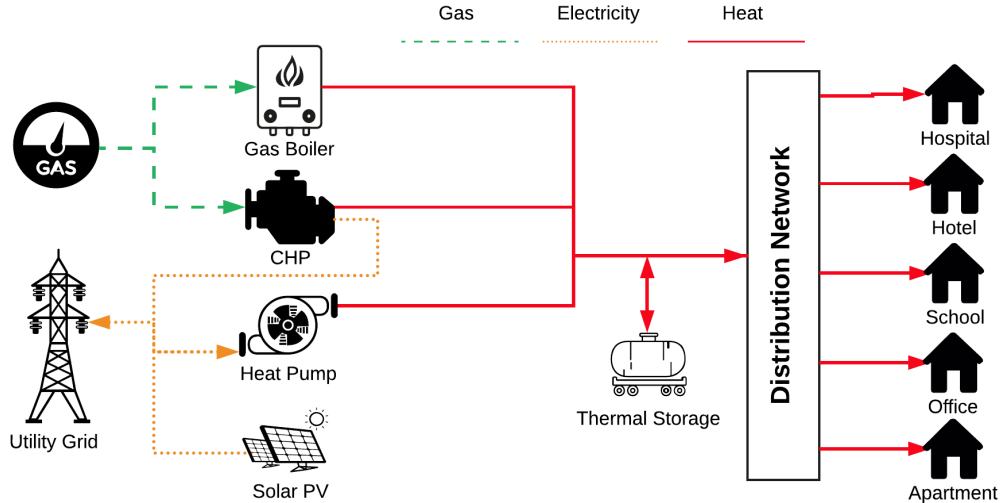 Gas
Electricity
Heat
GAS
Gas Boiler
CHP
Heat Pump
Utility Grid
Solar PV
Thermal Storage
Distribution Network
Hospital
Hotel
School
Office
Apartment